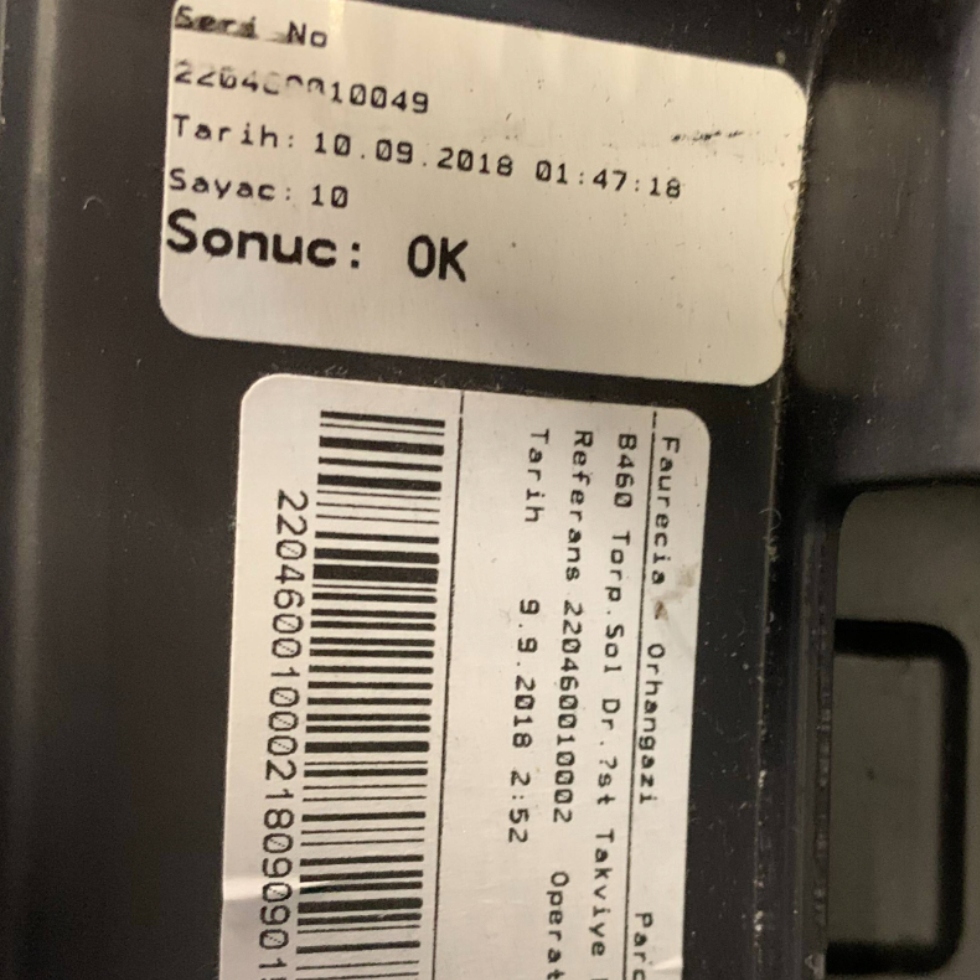 Seri No
220460010049
Tarih: 10.09.2018 01:47:18
Sayac: 10
Sonuc: OK
Faurecia - Orhangazi
B460 Torp.Sol Dr.?st Takviye
Referans 220460010002
Tarih 9.9.2018 2:52